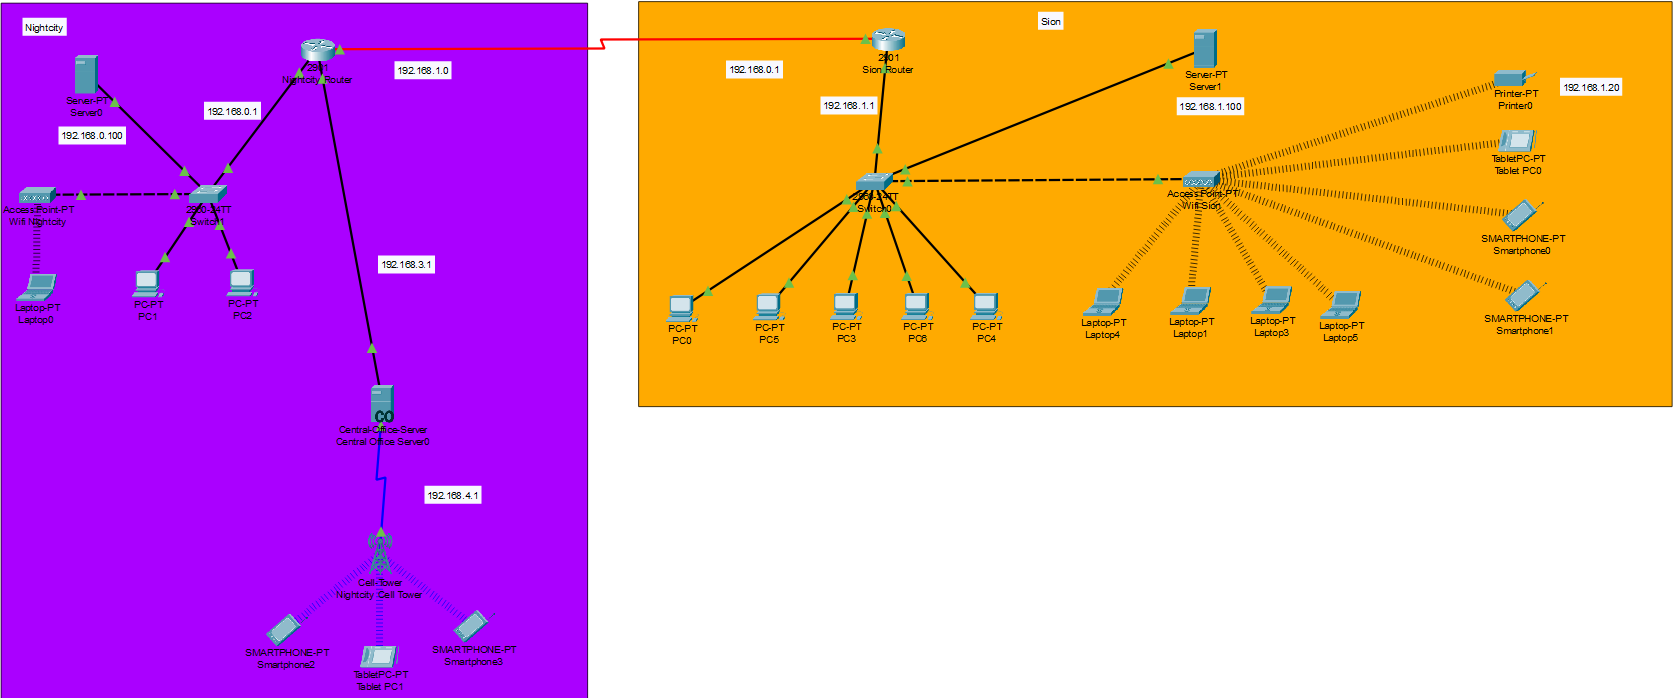 Nightcity
Server-PT
Server0
192.168.0.100
192.168.0.1
2901
Nightcity Router
192.168.1.0
Access Point-PT
Wifi Nightcity
2960-24TT
Switch1
Laptop-PT
Laptop0
PC-PT
PC1
PC-PT
PC2
192.168.3.1
CO
Central-Office-Server
Central Office Server0
192.168.4.1
Cell-Tower
Nightcity Cell Tower
SMARTPHONE-PT
Smartphone2
TabletPC-PT
Tablet PC1
SMARTPHONE-PT
Smartphone3
Sion
192.168.0.1
2901
Sion Router
192.168.1.1
Server-PT
Server1
192.168.1.100
Printer-PT
Printer0
192.168.1.20
TabletPC-PT
Tablet PC0
2960-24TT
Switch0
Access Point-PT
Wifi Sion
SMARTPHONE-PT
Smartphone0
SMARTPHONE-PT
Smartphone1
PC-PT
PC0
PC-PT
PC5
PC-PT
PC3
PC-PT
PC6
PC-PT
PC4
Laptop-PT
Laptop4
Laptop-PT
Laptop1
Laptop-PT
Laptop3
Laptop-PT
Laptop5